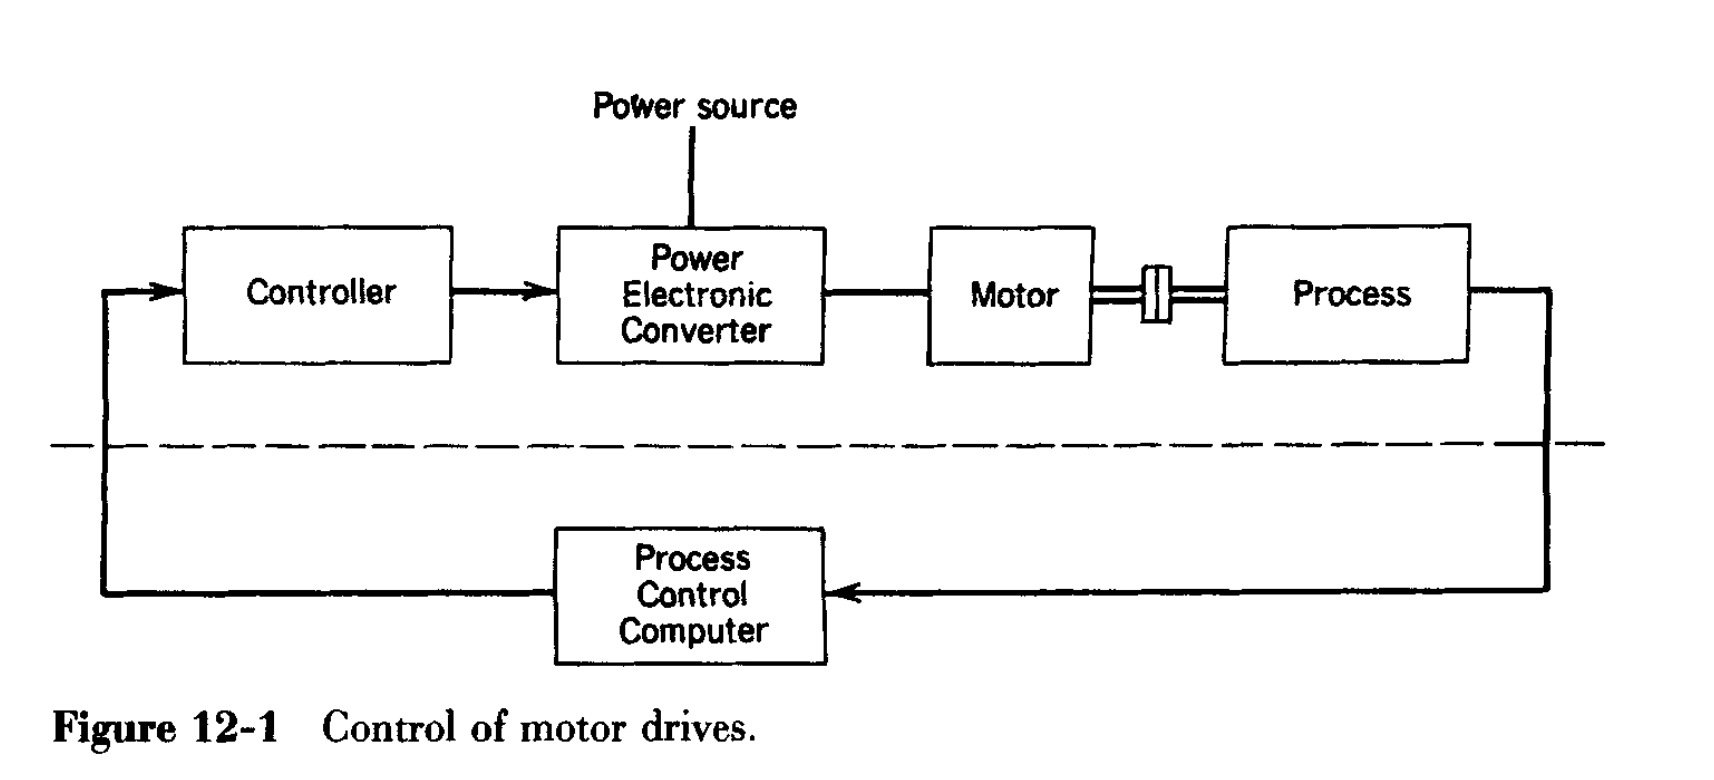 Power source
Controller
Power
Electronic
Converter
Motor
Process
Process
Control
Computer
Figure 12-1 Control of motor drives.